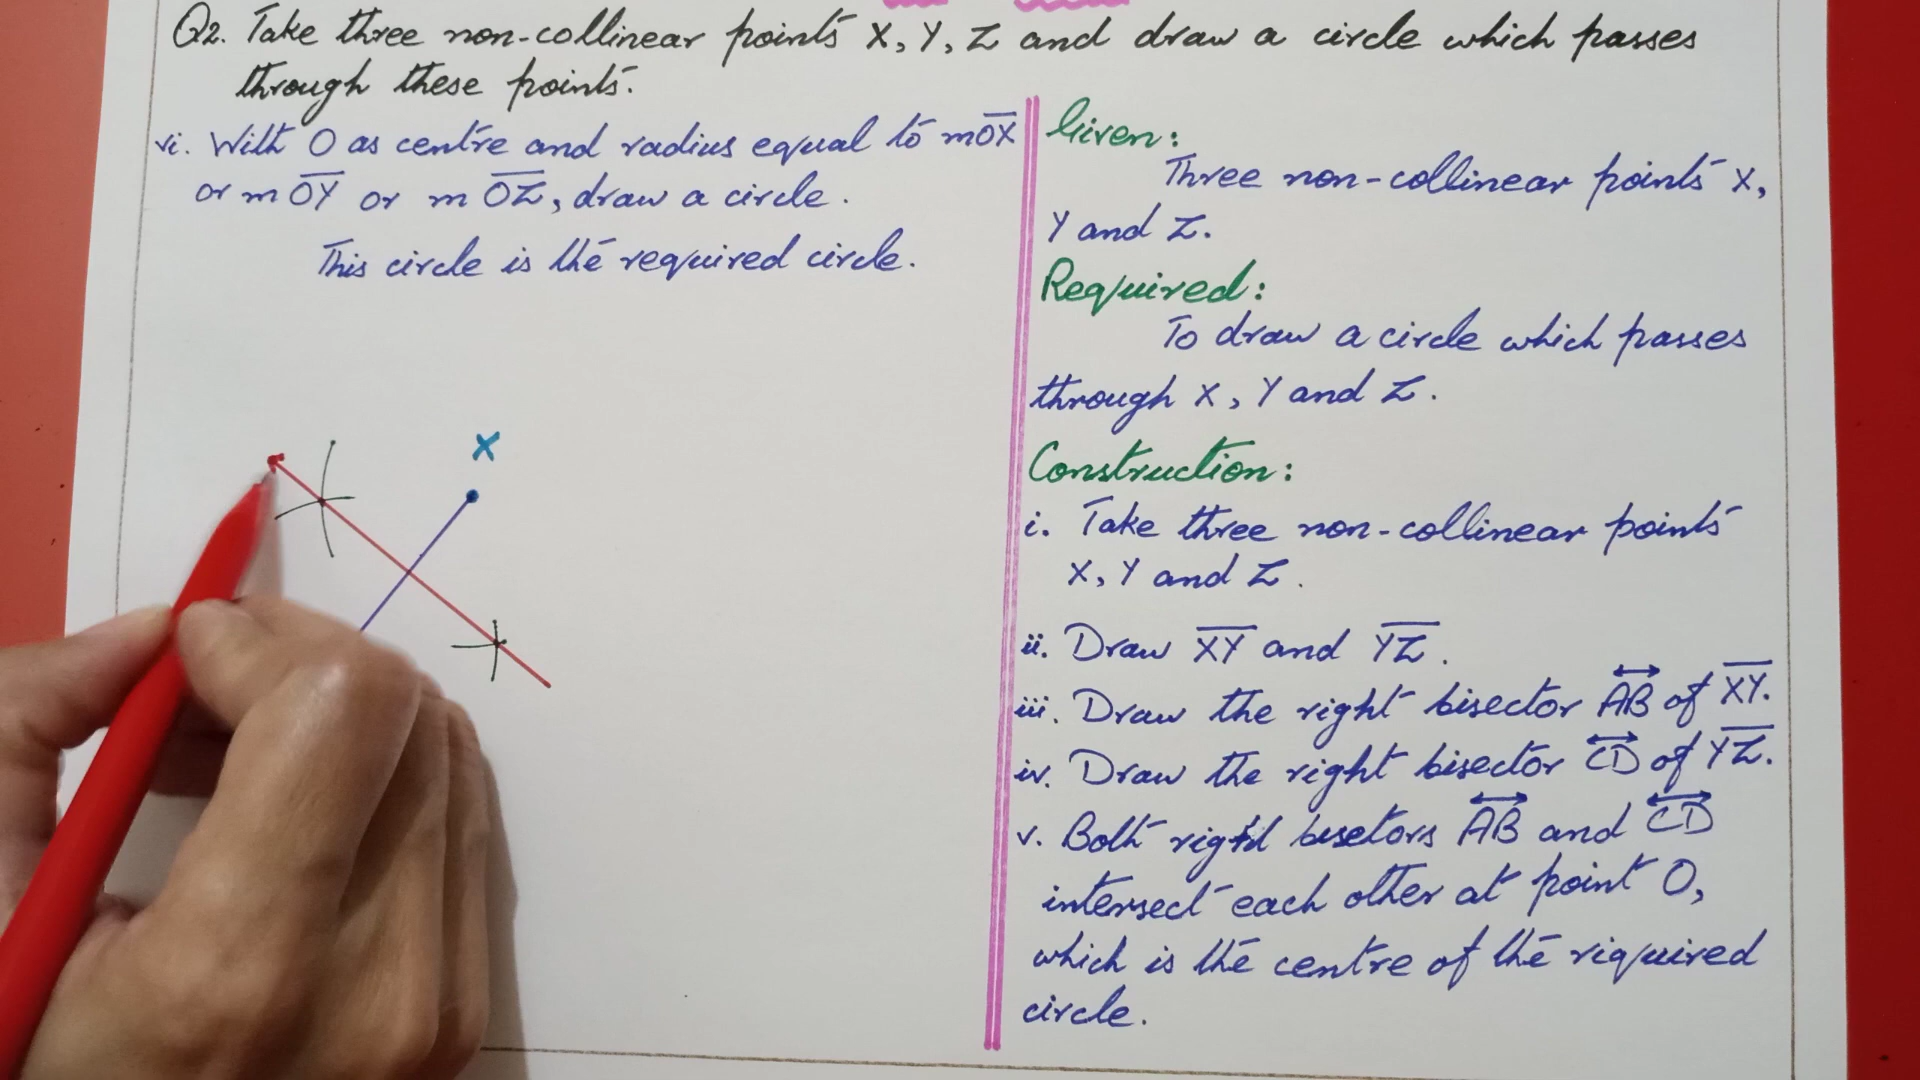 Q2. Take three non-collinear points X, Y, Z and draw a circle which passes
through these points.
vi. With O as centre and radius equal to mOX
or mOY or mOZ, draw a circle.
This circle is the required circle.
X
Given:
Three non-collinear points X,
Y and Z.
Required:
To draw a circle which passes
through X, Y and Z.
Construction:
i. Take three non-collinear points
X, Y and Z.
ii. Draw XY and YZ.
iii. Draw the right bisector AB of XY.
iv. Draw the right bisector CD of YZ.
v. Both bisetors AB and CD
intersect each other at point O,
which is the centre of the riquired
circle.